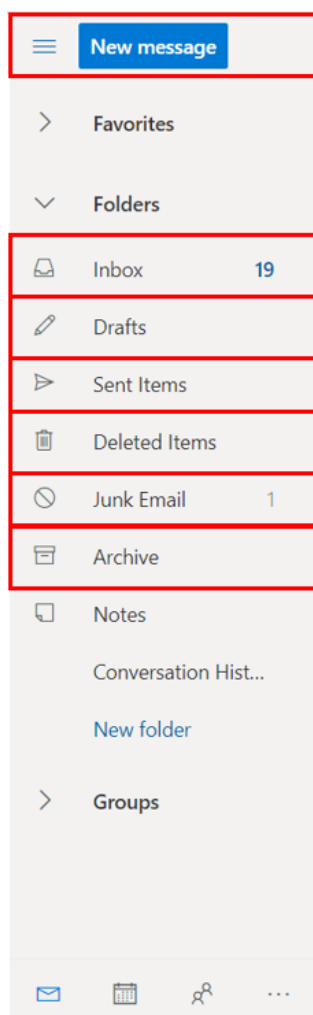 New message
Favorites
Folders
Inbox 19
Drafts
Sent Items
Deleted Items
Junk Email 1
Archive
Notes
Conversation Hist...
New folder
Groups